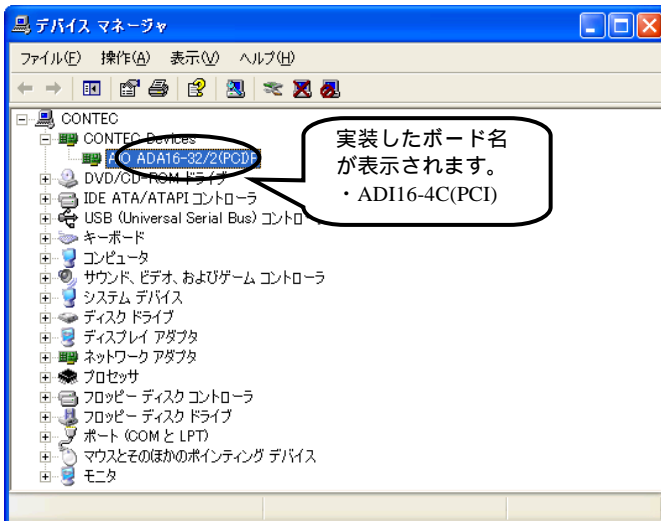 デバイス マネージャ
ファイル(F) 操作(A) 表示(V) ヘルプ(H)
CONTEC
CONTEC Devices
AIO ADA16-32/2(PCI)F
実装したボード名
が表示されます。
・ADI16-4C(PCI)
DVD/CD-ROM ドライブ
IDE ATA/ATAPI コントローラ
USB (Universal Serial Bus) コントローラ
キーボード
コンピュータ
サウンド、ビデオ、およびゲーム コントローラ
システム デバイス
ディスク ドライブ
ディスプレイ アダプタ
ネットワーク アダプタ
プロセッサ
フロッピー ディスク コントローラ
フロッピー ディスク ドライブ
ポート (COM と LPT)
マウスとそのほかのポインティング デバイス
モニタ